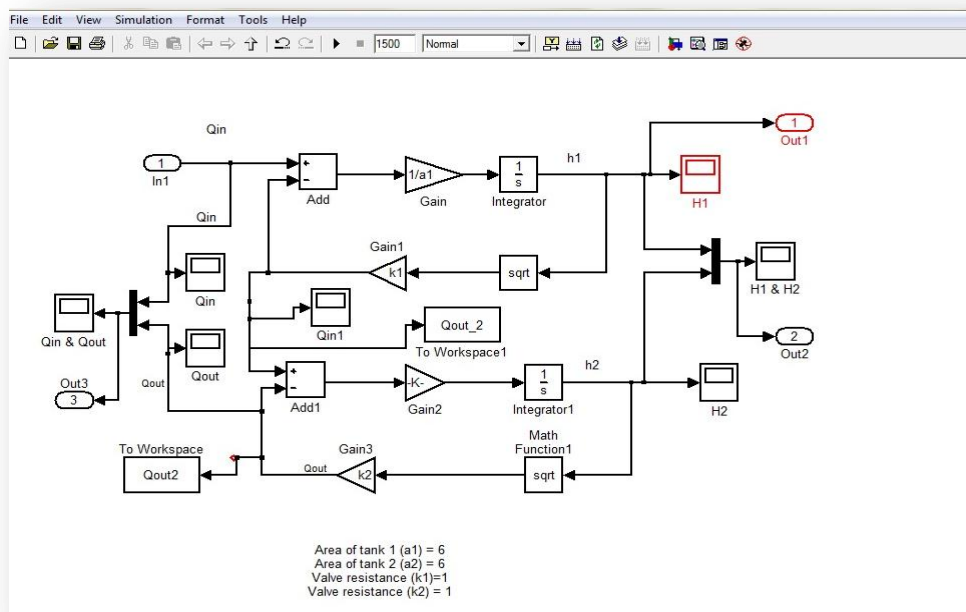 File Edit View Simulation Format Tools Help
1500 Normal
Qin
1
In1
+
−
Add
1/a1
Gain
1
s
Integrator
h1
1
Out1
H1
Qin
Qin
Gain1
k1
sqrt
H1 & H2
Qin & Qout
Qin1
Qout_2
To Workspace1
2
Out2
Out3
3
Qout
Qout
+
−
Add1
-K-
Gain2
1
s
Integrator1
h2
H2
To Workspace
Qout2
Qout
Gain3
k2
Math
Function1
sqrt
Area of tank 1 (a1) = 6
Area of tank 2 (a2) = 6
Valve resistance (k1)=1
Valve resistance (k2) = 1